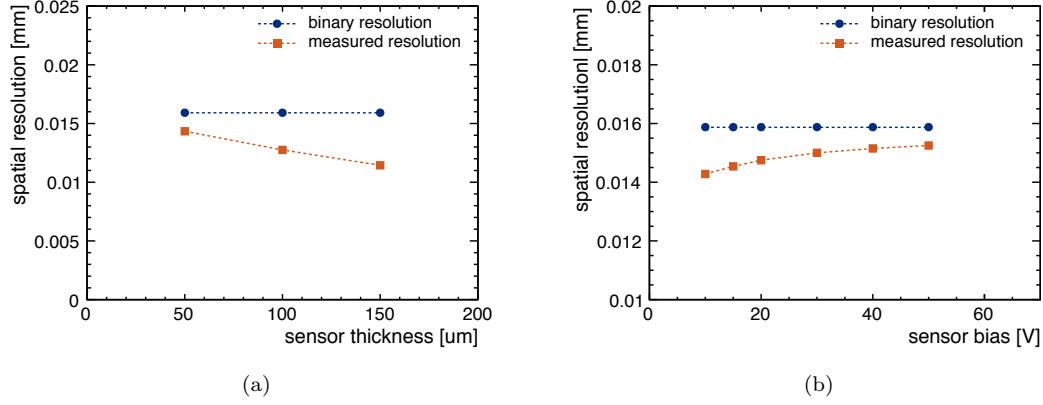 spatial resolution [mm]
0.025
0.02
0.015
0.01
0.005
0
binary resolution
measured resolution
0 50 100 150 200
sensor thickness [um]
(a)
spatial resolutionl [mm]
0.02
0.018
0.016
0.014
0.012
0.01
binary resolution
measured resolution
0 20 40 60
sensor bias [V]
(b)